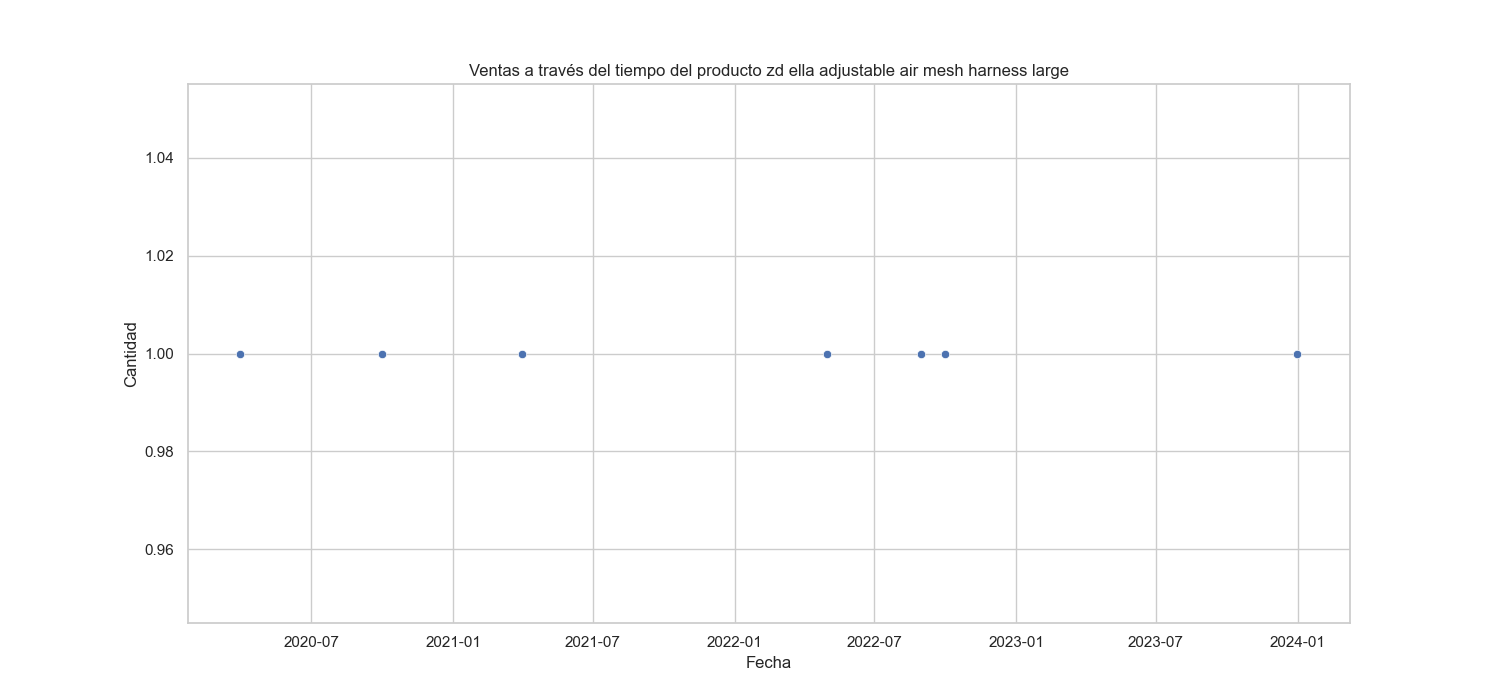 Ventas a través del tiempo del producto zd ella adjustable air mesh harness large
1.04
1.02
1.00
0.98
0.96
Cantidad
2020-07 2021-01 2021-07 2022-01 2022-07 2023-01 2023-07 2024-01
Fecha